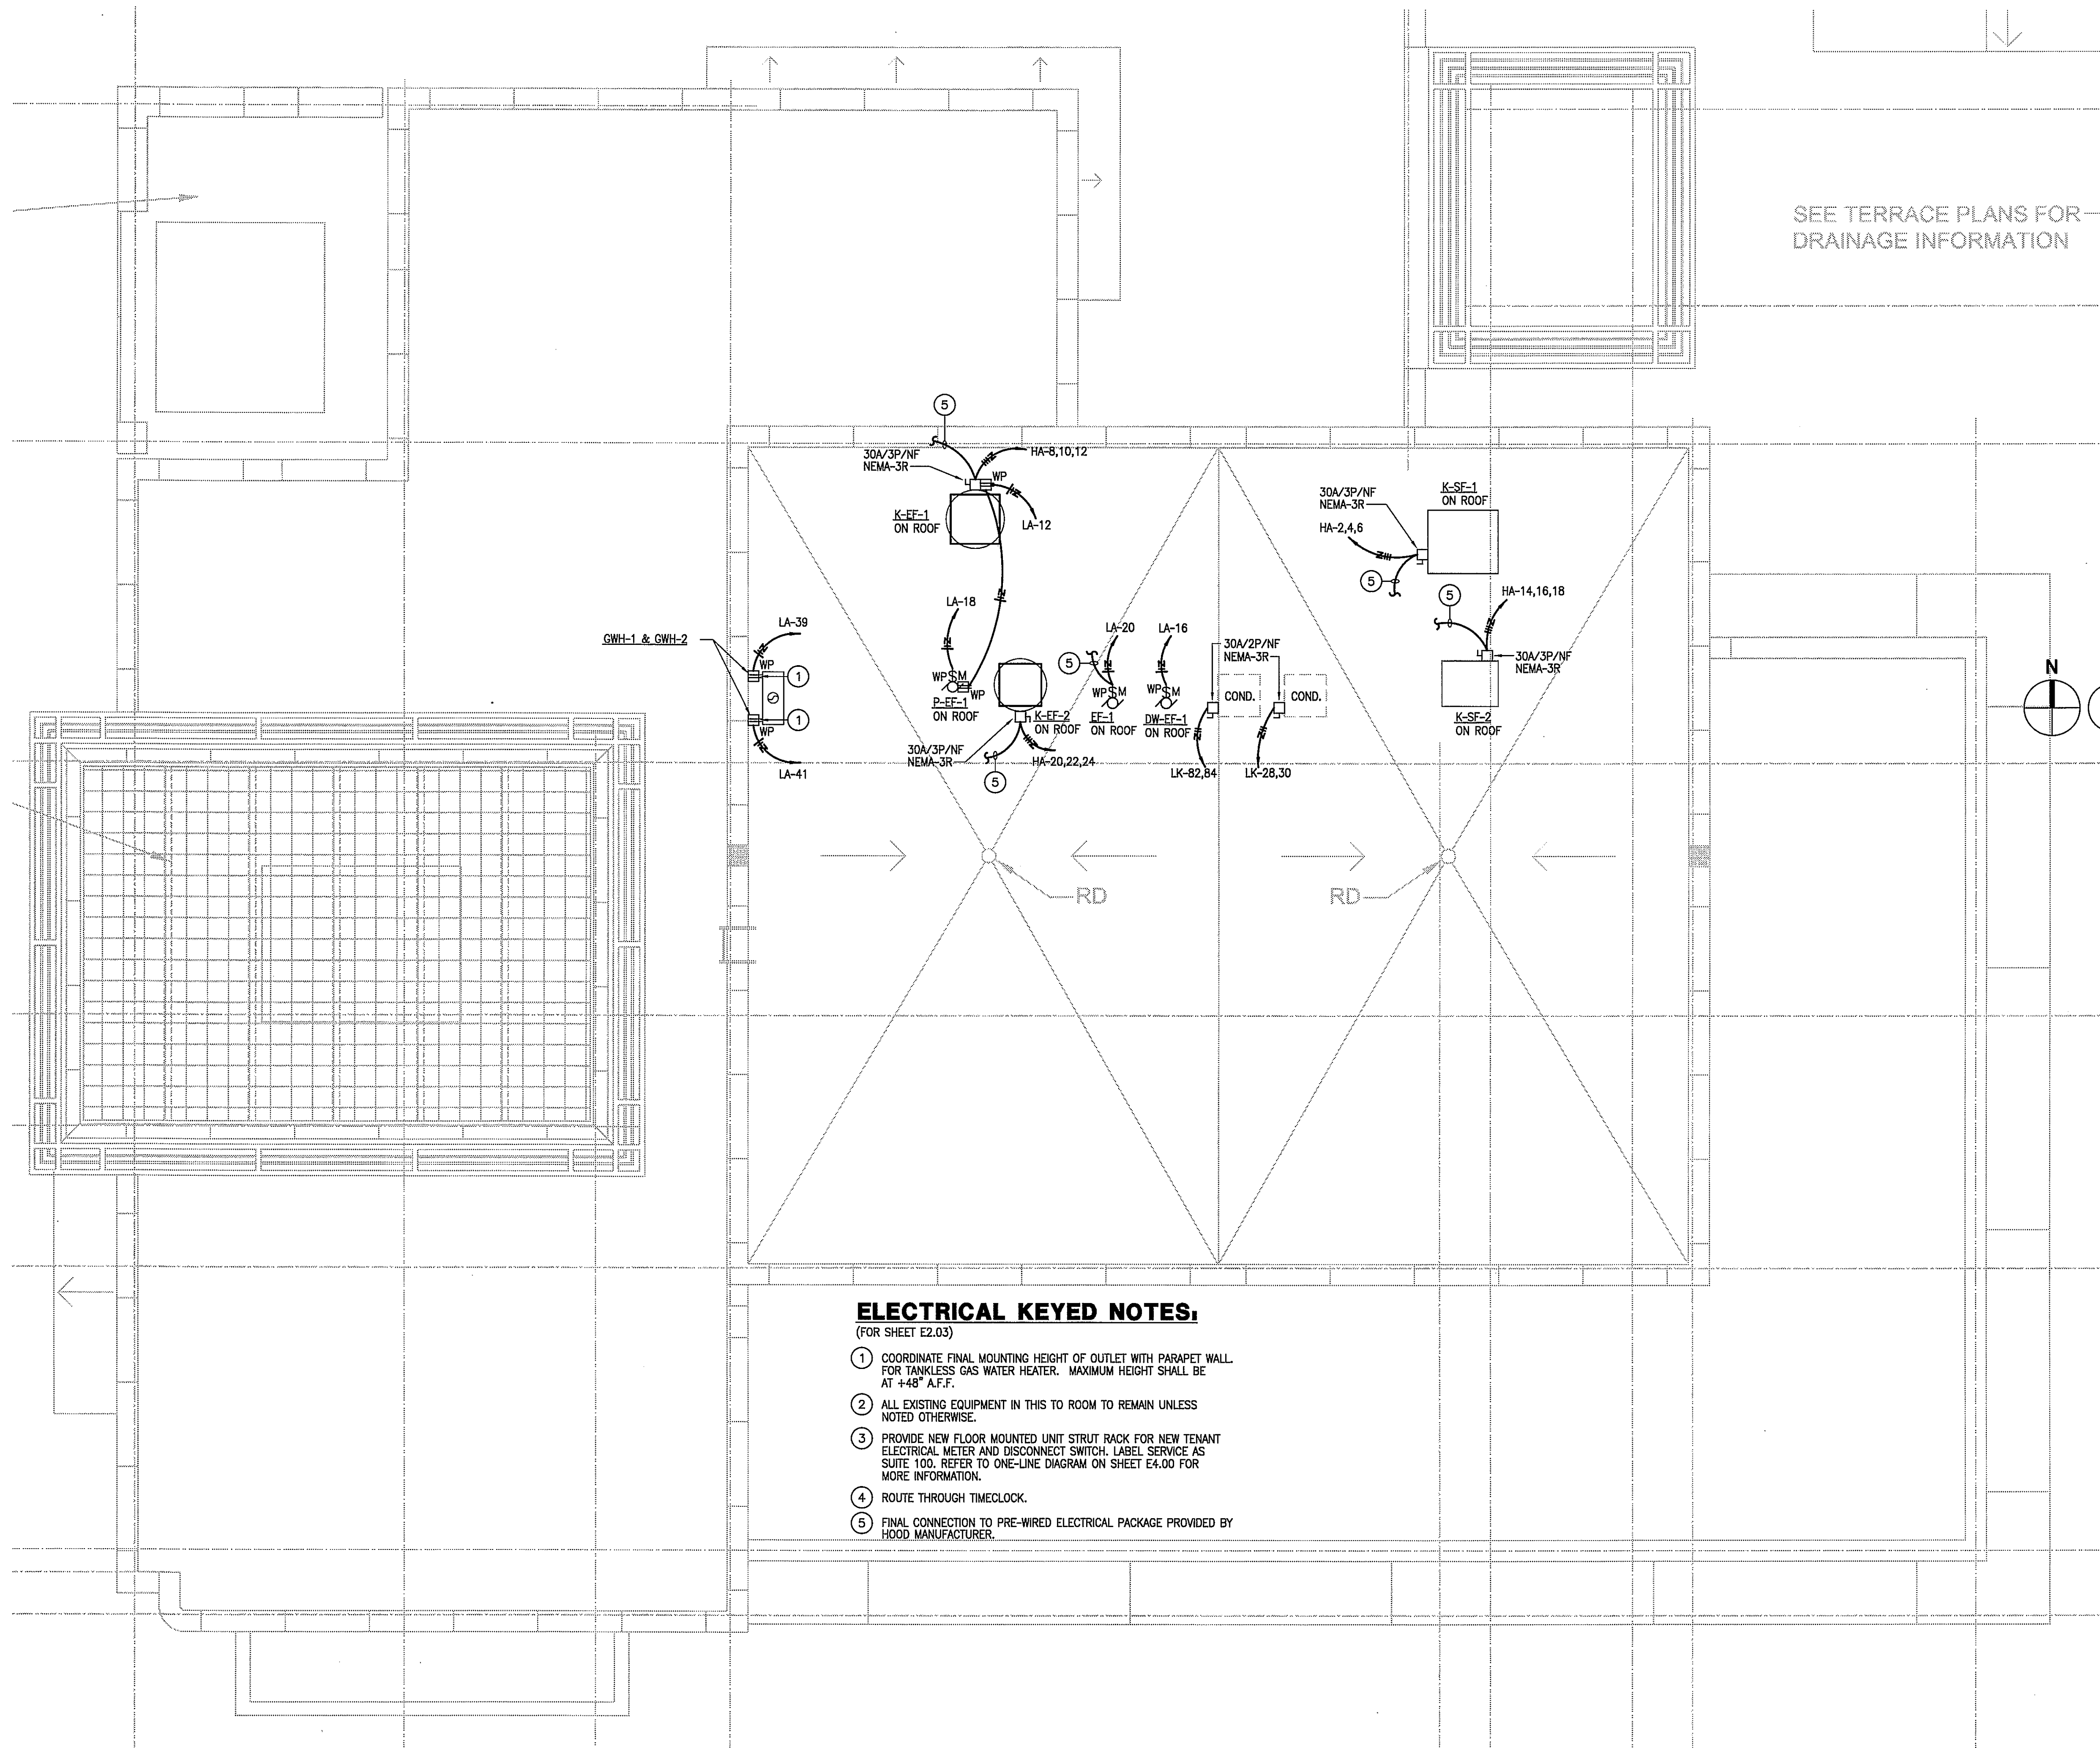 SEE TERRACE PLANS FOR
DRAINAGE INFORMATION
5
30A/3P/NF
NEMA-3R
HA-8,10,12
WP
LA-12
K-EF-1
ON ROOF
30A/3P/NF
NEMA-3R
K-SF-1
ON ROOF
HA-2,4,6
5
5
HA-14,16,18
30A/3P/NF
NEMA-3R
K-SF-2
ON ROOF
N
GWH-1 & GWH-2
LA-39
WP
1
1
WP
LA-41
LA-18
WP
M
WP
P-EF-1
ON ROOF
K-EF-2
ON ROOF
30A/3P/NF
NEMA-3R
HA-20,22,24
5
5
LA-20
WP
M
EF-1
ON ROOF
LA-16
WP
M
DW-EF-1
ON ROOF
30A/2P/NF
NEMA-3R
COND.
COND.
LK-82,84
LK-28,30
RD
RD
ELECTRICAL KEYED NOTES:
(FOR SHEET E2.03)
1 COORDINATE FINAL MOUNTING HEIGHT OF OUTLET WITH PARAPET WALL.
FOR TANKLESS GAS WATER HEATER. MAXIMUM HEIGHT SHALL BE
AT +48" A.F.F.
2 ALL EXISTING EQUIPMENT IN THIS TO ROOM TO REMAIN UNLESS
NOTED OTHERWISE.
3 PROVIDE NEW FLOOR MOUNTED UNIT STRUT RACK FOR NEW TENANT
ELECTRICAL METER AND DISCONNECT SWITCH. LABEL SERVICE AS
SUITE 100. REFER TO ONE-LINE DIAGRAM ON SHEET E4.00 FOR
MORE INFORMATION.
4 ROUTE THROUGH TIMECLOCK.
5 FINAL CONNECTION TO PRE-WIRED ELECTRICAL PACKAGE PROVIDED BY
HOOD MANUFACTURER.